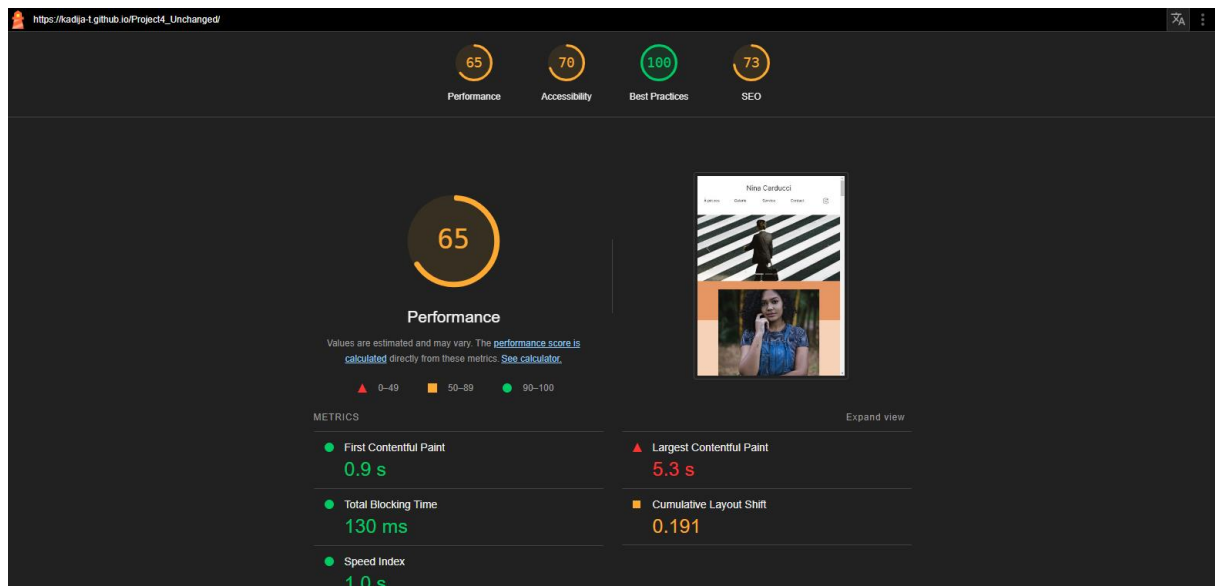 https://kadija-t.github.io/Project4_Unchanged/
65
70
100
73
Performance
Accessibility
Best Practices
SEO
65
Performance
Values are estimated and may vary. The performance score is
calculated directly from these metrics. See calculator.
0–49
50–89
90–100
Nina Carducci
Contact
METRICS
Expand view
First Contentful Paint
0.9 s
Largest Contentful Paint
5.3 s
Total Blocking Time
130 ms
Cumulative Layout Shift
0.191
Speed Index
1.0 s